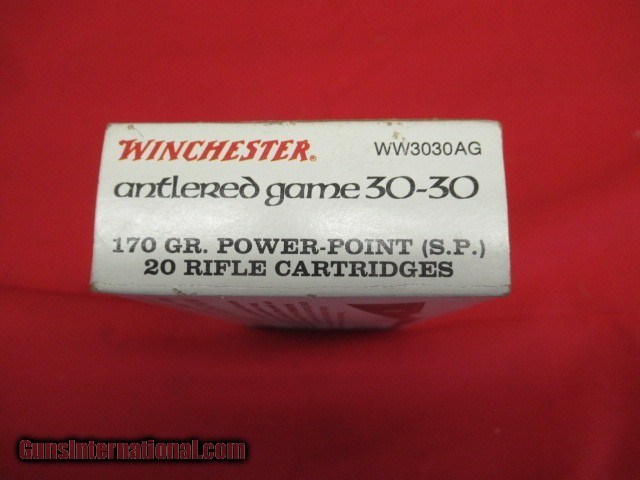 WINCHESTER.
WW3030AG
antlered game 30-30
170 GR. POWER-POINT (S.P.)
20 RIFLE CARTRIDGES
GunsInternational.com